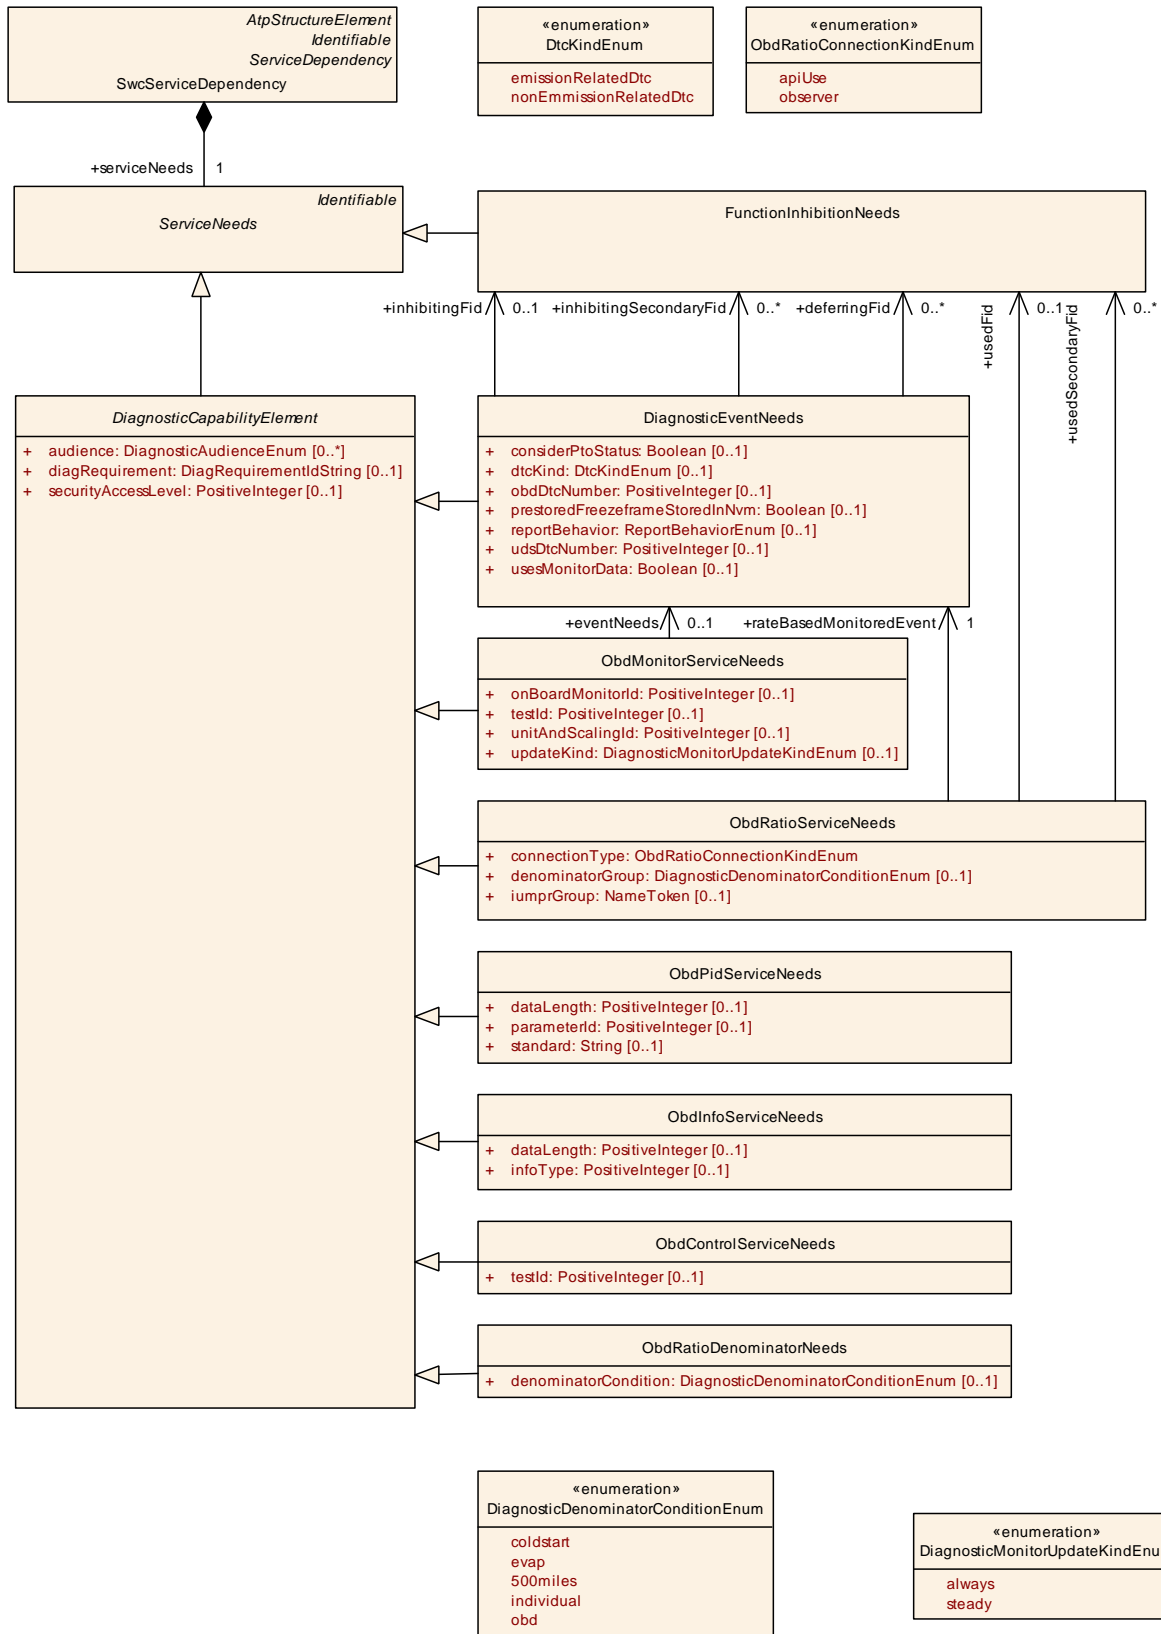 AtpStructureElement
Identifiable
ServiceDependency
SwcServiceDependency
«enumeration»
DtcKindEnum
emissionRelatedDtc
nonEmmissionRelatedDtc
«enumeration»
ObdRatioConnectionKindEnum
apiUse
observer
+serviceNeeds 1
Identifiable
ServiceNeeds
FunctionInhibitionNeeds
+inhibitingFid 0..1 +inhibitingSecondaryFid 0..* +deferringFid 0..*
+usedFid
0..1
+usedSecondaryFid
0..*
DiagnosticCapabilityElement
+ audience: DiagnosticAudienceEnum [0..*]
+ diagRequirement: DiagRequirementIdString [0..1]
+ securityAccessLevel: PositiveInteger [0..1]
DiagnosticEventNeeds
+ considerPtoStatus: Boolean [0..1]
+ dtcKind: DtcKindEnum [0..1]
+ obdDtcNumber: PositiveInteger [0..1]
+ prestoredFreezeframeStoredInNvm: Boolean [0..1]
+ reportBehavior: ReportBehaviorEnum [0..1]
+ udsDtcNumber: PositiveInteger [0..1]
+ usesMonitorData: Boolean [0..1]
+eventNeeds 0..1 +rateBasedMonitoredEvent 1
ObdMonitorServiceNeeds
+ onBoardMonitorId: PositiveInteger [0..1]
+ testId: PositiveInteger [0..1]
+ unitAndScalingId: PositiveInteger [0..1]
+ updateKind: DiagnosticMonitorUpdateKindEnum [0..1]
ObdRatioServiceNeeds
+ connectionType: ObdRatioConnectionKindEnum
+ denominatorGroup: DiagnosticDenominatorConditionEnum [0..1]
+ iumprGroup: NameToken [0..1]
ObdPidServiceNeeds
+ dataLength: PositiveInteger [0..1]
+ parameterId: PositiveInteger [0..1]
+ standard: String [0..1]
ObdInfoServiceNeeds
+ dataLength: PositiveInteger [0..1]
+ infoType: PositiveInteger [0..1]
ObdControlServiceNeeds
+ testId: PositiveInteger [0..1]
ObdRatioDenominatorNeeds
+ denominatorCondition: DiagnosticDenominatorConditionEnum [0..1]
«enumeration»
DiagnosticDenominatorConditionEnum
coldstart
evap
500miles
individual
obd
«enumeration»
DiagnosticMonitorUpdateKindEnu
always
steady